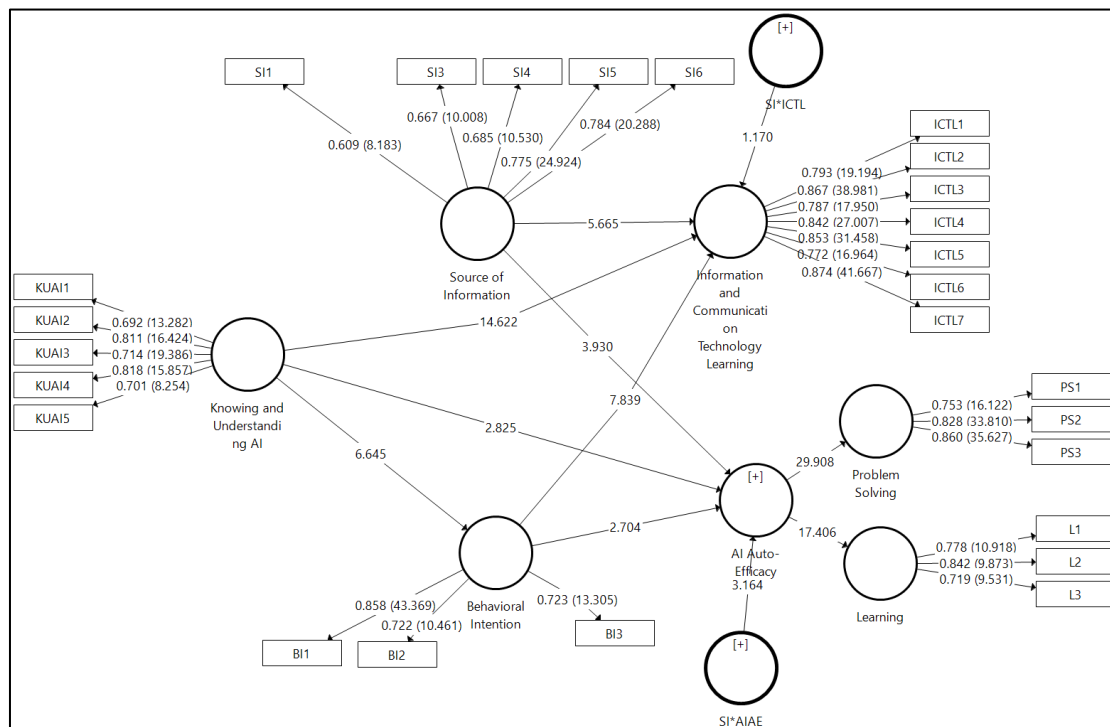 [+]
SI*ICTL
SI1
SI3
SI4
SI5
SI6
0.609 (8.183)
0.667 (10.008)
0.685 (10.530)
0.775 (24.924)
0.784 (20.288)
1.170
ICTL1
ICTL2
ICTL3
ICTL4
ICTL5
ICTL6
ICTL7
0.793 (19.194)
0.867 (38.981)
0.787 (17.950)
0.842 (27.007)
0.853 (31.458)
0.772 (16.964)
0.874 (41.667)
Source of
Information
5.665
Information
and
Communicati
on
Technology
Learning
KUAI1
KUAI2
KUAI3
KUAI4
KUAI5
0.692 (13.282)
0.811 (16.424)
0.714 (19.386)
0.818 (15.857)
0.701 (8.254)
Knowing and
Understandi
ng AI
14.622
3.930
7.839
2.825
6.645
2.704
[+]
AI Auto-
Efficacy
29.908
17.406
3.164
Problem
Solving
0.753 (16.122)
0.828 (33.810)
0.860 (35.627)
PS1
PS2
PS3
Learning
0.778 (10.918)
0.842 (9.873)
0.719 (9.531)
L1
L2
L3
Behavioral
Intention
0.858 (43.369)
0.722 (10.461)
0.723 (13.305)
BI1
BI2
BI3
[+]
SI*AIAE